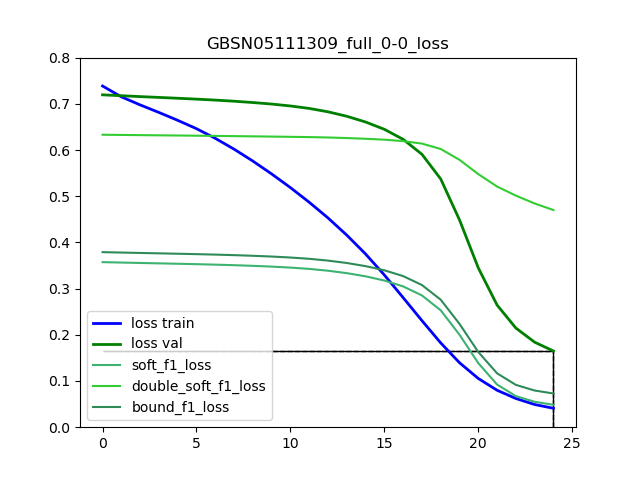 GBSN05111309_full_0-0_loss
0.8
0.7
0.6
0.5
0.4
0.3
0.2
0.1
0.0
loss train
loss val
soft_f1_loss
double_soft_f1_loss
bound_f1_loss
0 5 10 15 20 25